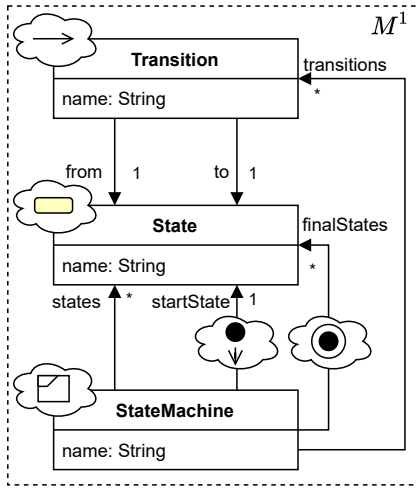 M¹
Transition
transitions
name: String
*
from 1 to 1
State
finalStates
name: String
*
states * startState 1
StateMachine
name: String